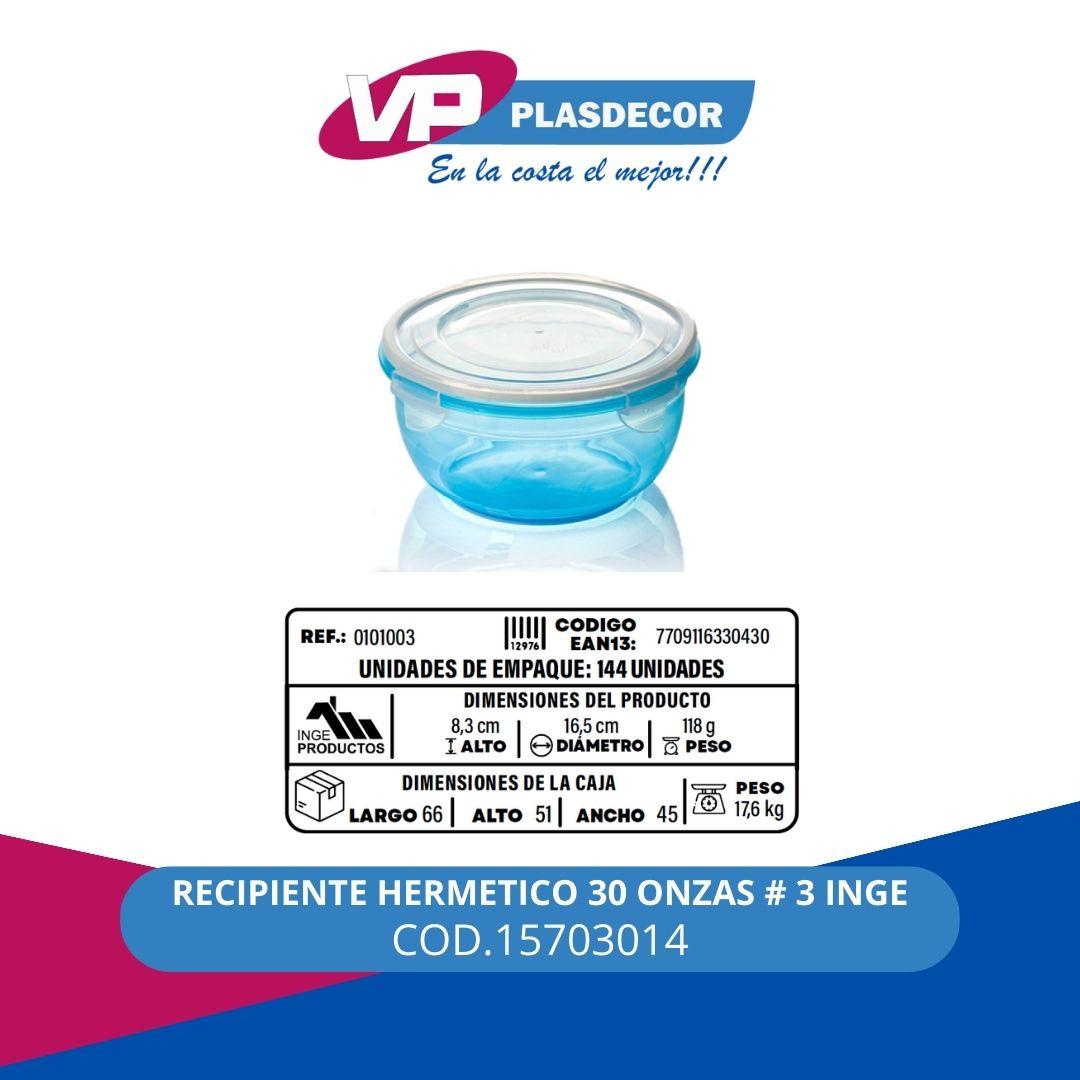 VP PLASDECOR
En la costa el mejor!!!
REF.: 0101003
12976
CODIGO
EAN13: 7709116330430
UNIDADES DE EMPAQUE: 144 UNIDADES
INGE
PRODUCTOS
DIMENSIONES DEL PRODUCTO
8,3 cm 16,5 cm 118 g
ALTO DIÁMETRO PESO
DIMENSIONES DE LA CAJA
LARGO 66 ALTO 51 ANCHO 45
PESO
17,6 kg
RECIPIENTE HERMETICO 30 ONZAS # 3 INGE
COD.15703014